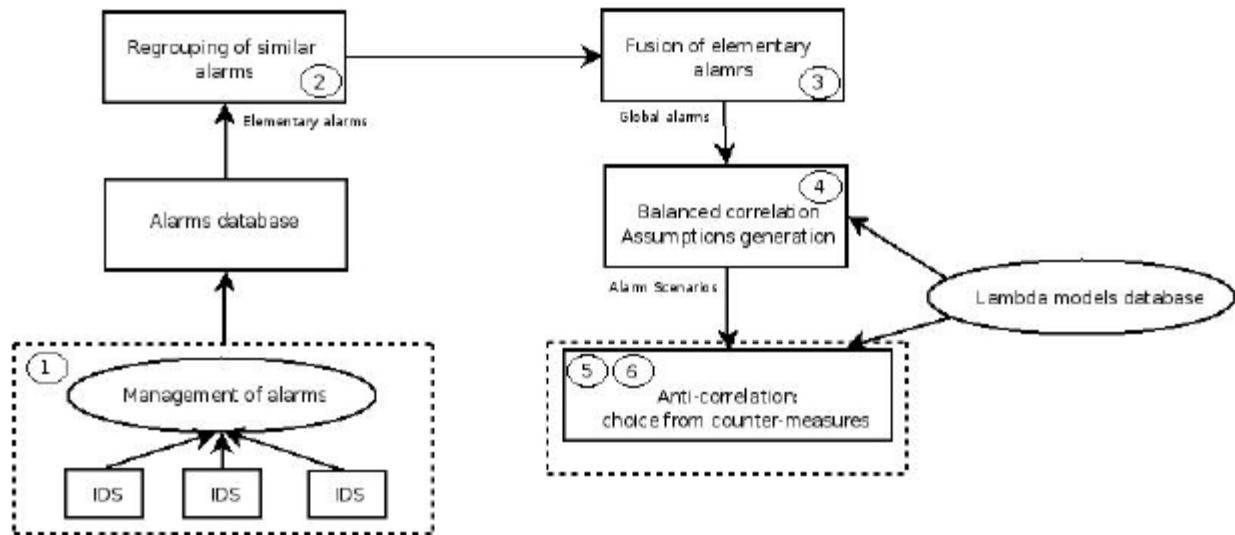 Regrouping of similar
alarms
2
Fusion of elementary
alamrs
3
Elementary alarms
Global alarms
4
Balanced correlation
Assumptions generation
Alarms database
Alarm Scenarios
Lambda models database
1
Management of alarms
5 6
Anti-correlation:
choice from counter-measures
IDS IDS IDS